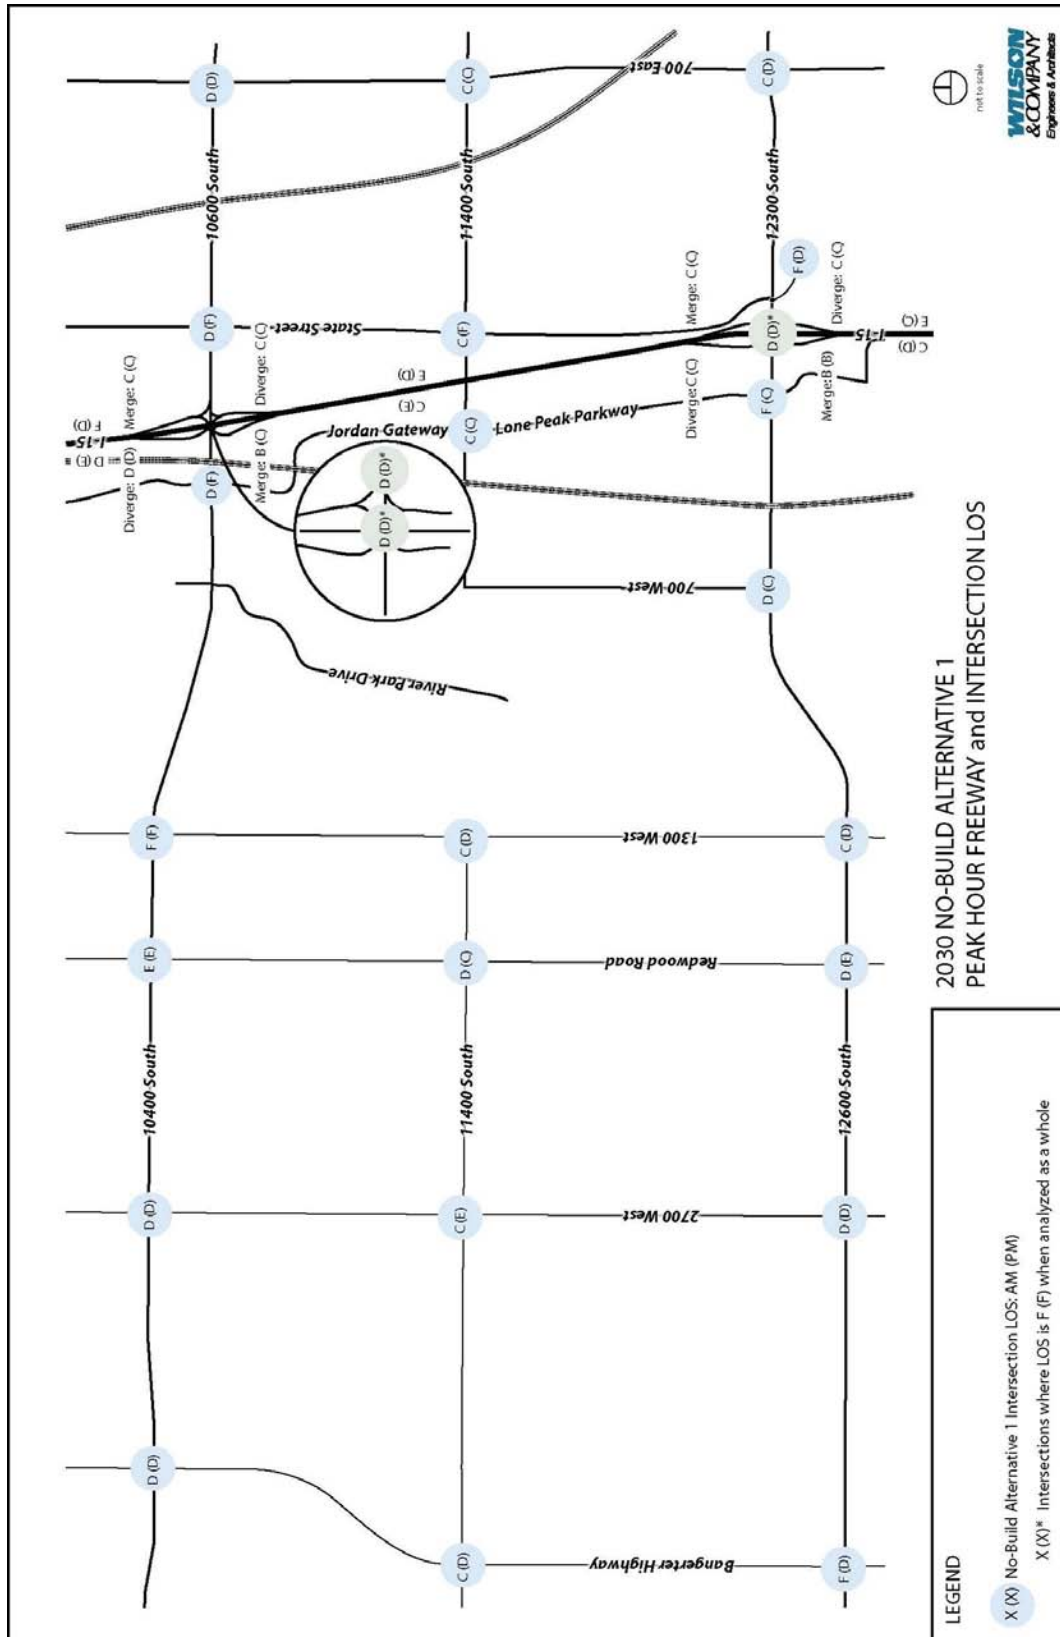 D (D)
C (C)
C (D)
700 East
10600 South
11400 South
12300 South
not to scale
WILSON
& COMPANY
Engineers & Architects
D (F)
State Street
C (F)
Merge: C (C)
F (D)
Diverge: C (C)
D (D)*
E (C)
I-15
C (D)
F (D)
I-15
D (E)
Merge: C (C)
Diverge: C (C)
E (D)
C (E)
Diverge: D (D)
D (F)
Merge: B (C)
Jordan Gateway
C (C)
Lone Peak Parkway
Diverge: C (C)
F (C)
Merge: B (B)
D (D)*
D (D)*
700 West
D (C)
River Park Drive
F (F)
C (D)
1300 West
C (D)
E (E)
D (C)
Redwood Road
D (E)
10400 South
11400 South
12600 South
D (D)
C (E)
2700 West
D (D)
D (D)
C (D)
Bangerter Highway
F (D)
2030 NO-BUILD ALTERNATIVE 1
PEAK HOUR FREEWAY and INTERSECTION LOS
LEGEND
X (X) No-Build Alternative 1 Intersection LOS: AM (PM)
X (X)* Intersections where LOS is F (F) when analyzed as a whole